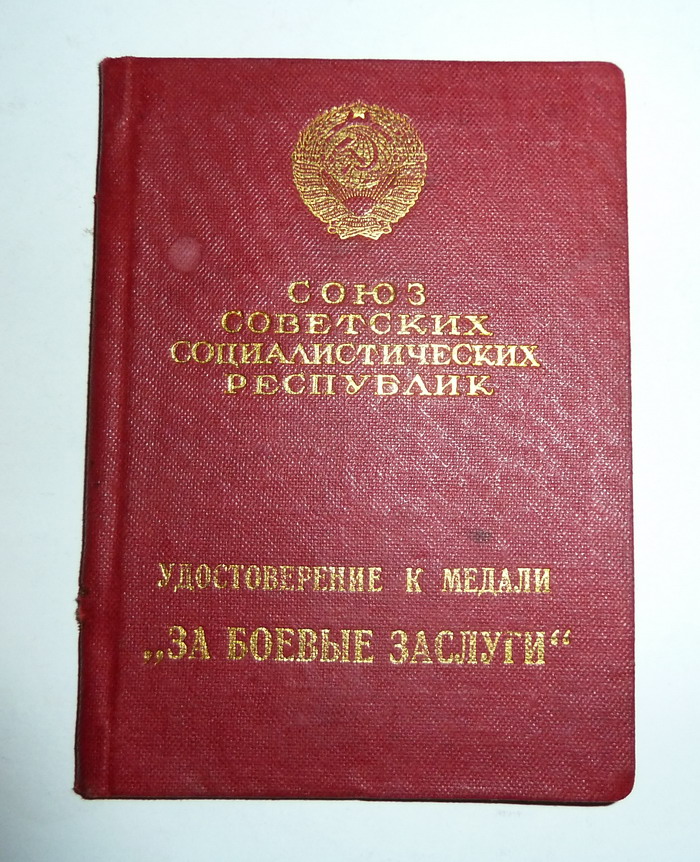 СОЮЗ
СОВЕТСКИХ
СОЦИАЛИСТИЧЕСКИХ
РЕСПУБЛИК
УДОСТОВЕРЕНИЕ К МЕДАЛИ
„ЗА БОЕВЫЕ ЗАСЛУГИ“